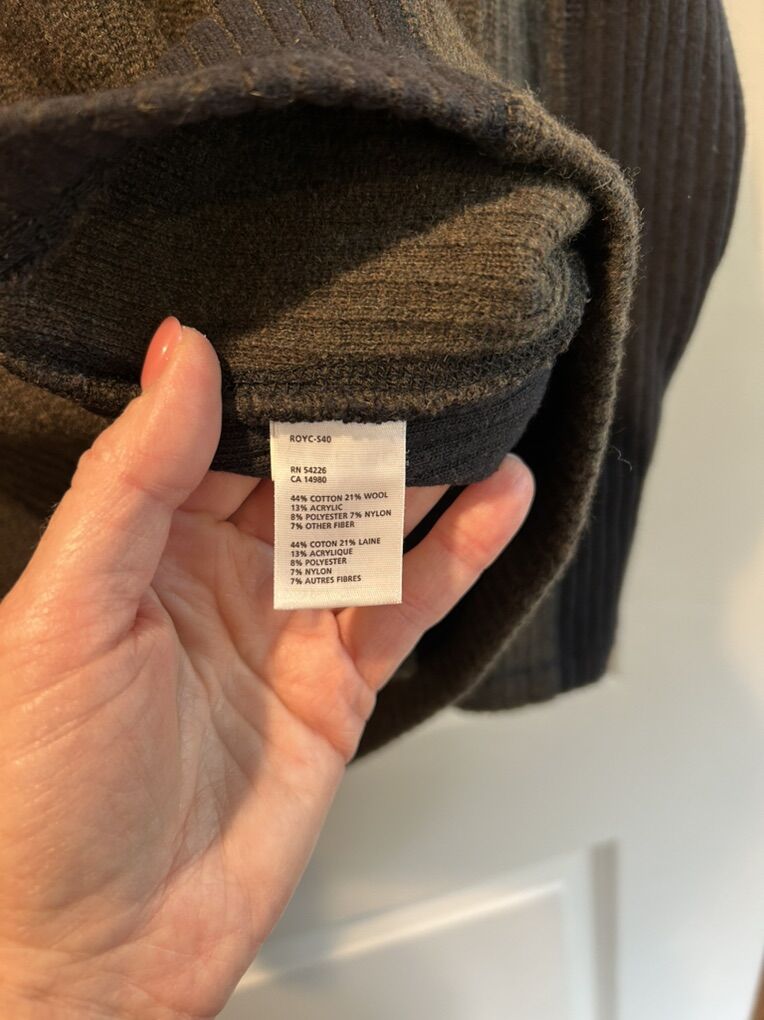 ROYC-S40
RN 54226
CA 14980
44% COTTON 21% WOOL
13% ACRYLIC
8% POLYESTER 7% NYLON
7% OTHER FIBER
44% COTON 21% LAINE
13% ACRYLIQUE
8% POLYESTER
7% NYLON
7% AUTRES FIBRES